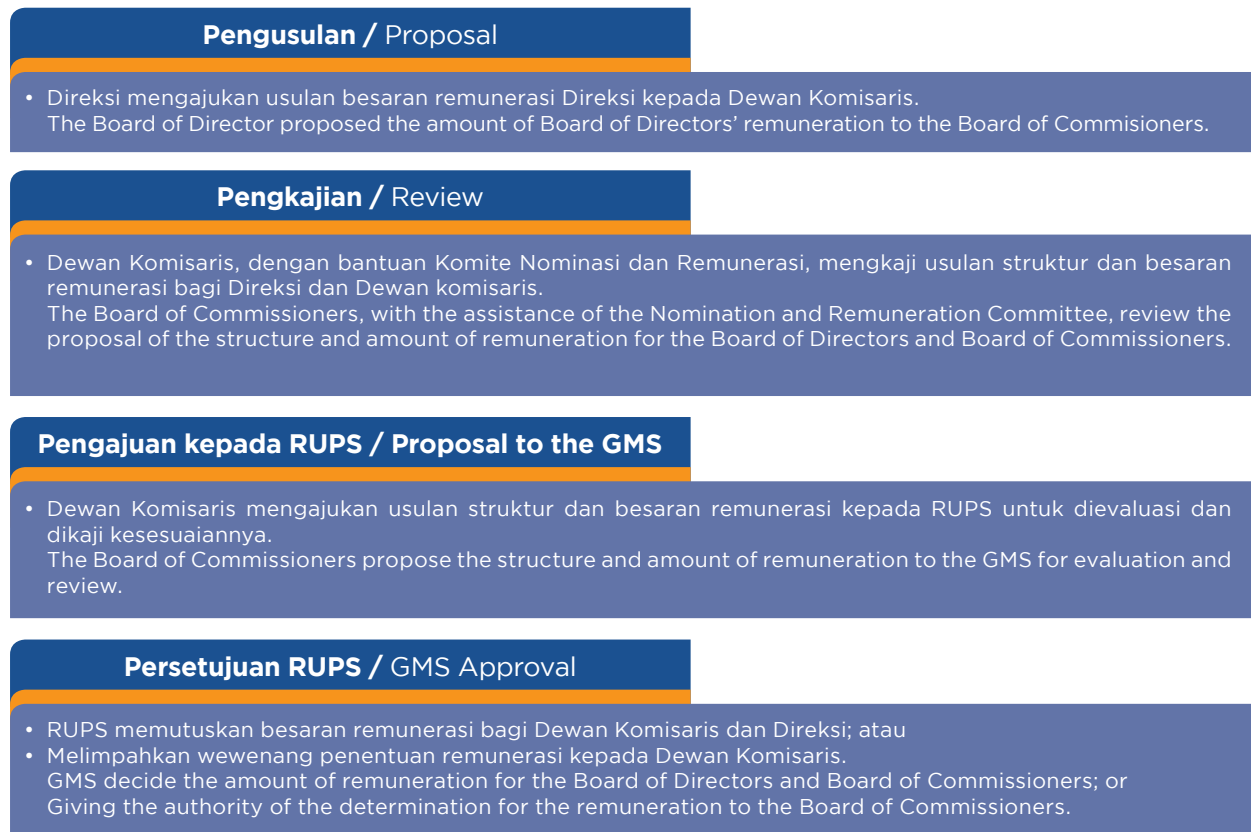 Pengusulan / Proposal
• Direksi mengajukan usulan besaran remunerasi Direksi kepada Dewan Komisaris.
The Board of Director proposed the amount of Board of Directors' remuneration to the Board of Commisioners.
Pengkajian / Review
• Dewan Komisaris, dengan bantuan Komite Nominasi dan Remunerasi, mengkaji usulan struktur dan besaran
remunerasi bagi Direksi dan Dewan komisaris.
The Board of Commissioners, with the assistance of the Nomination and Remuneration Committee, review the
proposal of the structure and amount of remuneration for the Board of Directors and Board of Commissioners.
Pengajuan kepada RUPS / Proposal to the GMS
• Dewan Komisaris mengajukan usulan struktur dan besaran remunerasi kepada RUPS untuk dievaluasi dan
dikaji kesesuaiannya.
The Board of Commissioners propose the structure and amount of remuneration to the GMS for evaluation and
review.
Persetujuan RUPS / GMS Approval
• RUPS memutuskan besaran remunerasi bagi Dewan Komisaris dan Direksi; atau
• Melimpahkan wewenang penentuan remunerasi kepada Dewan Komisaris.
GMS decide the amount of remuneration for the Board of Directors and Board of Commissioners; or
Giving the authority of the determination for the remuneration to the Board of Commissioners.